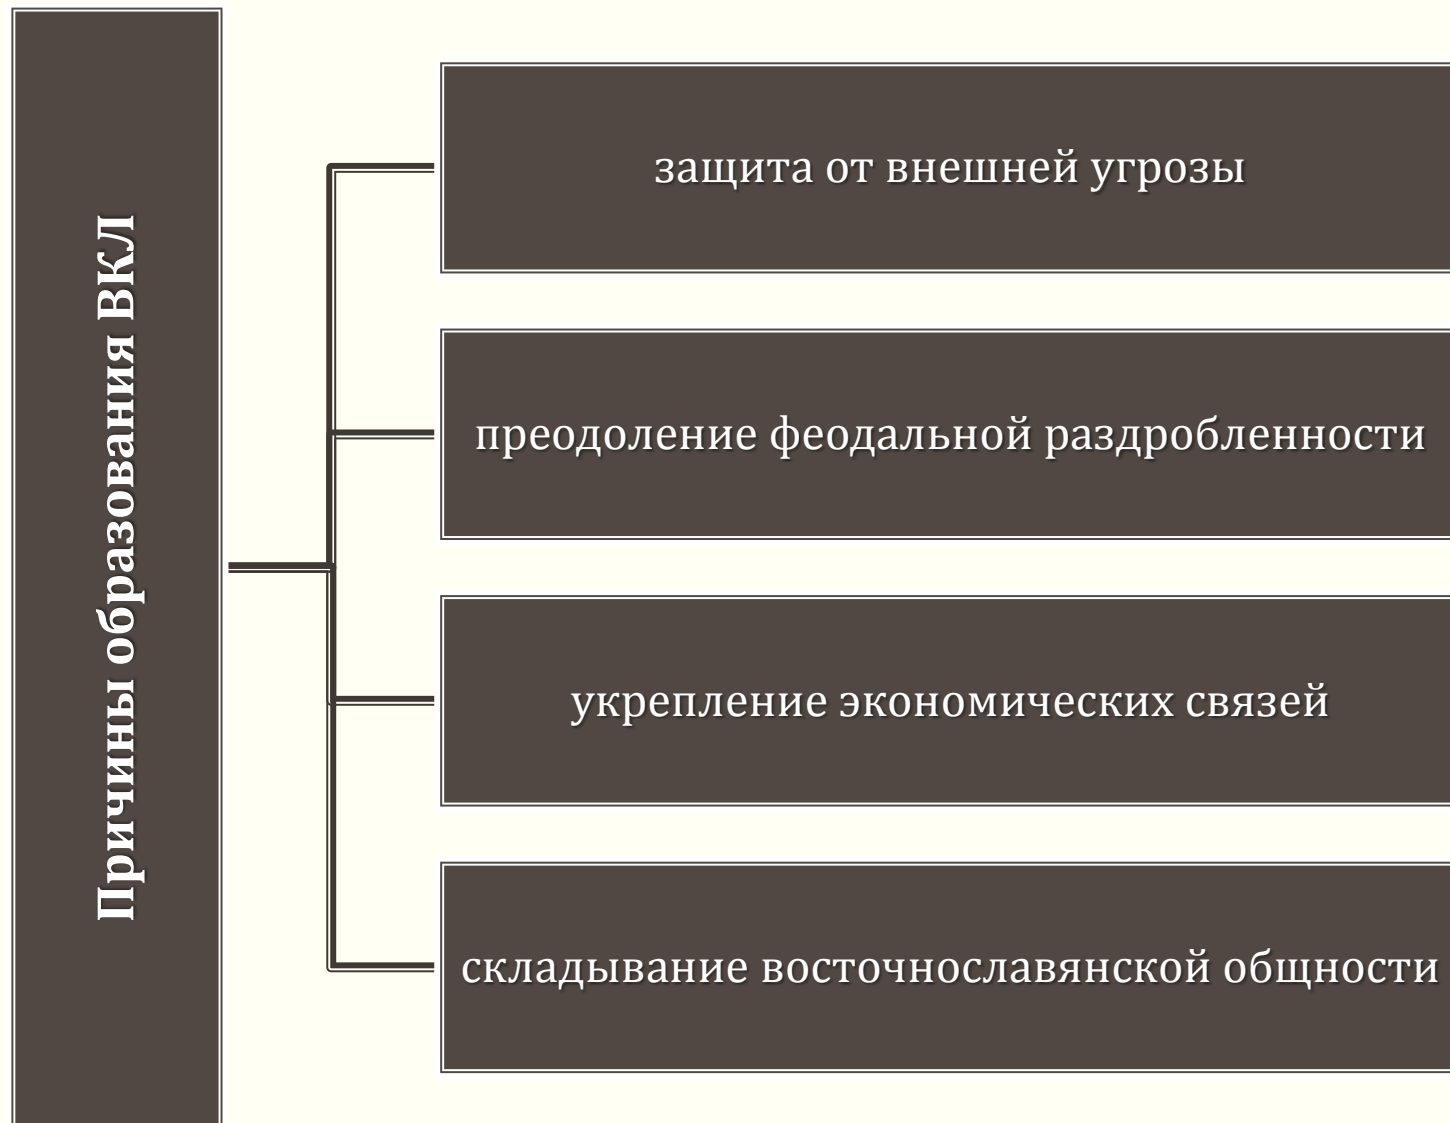 Причины образования ВКЛ
защита от внешней угрозы
преодоление феодальной раздробленности
укрепление экономических связей
складывание восточнославянской общности